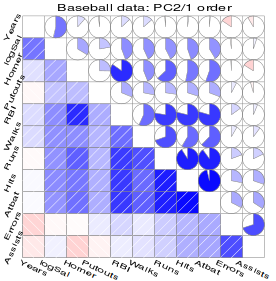 Baseball data: PC2/1 order
Years
logSal
Homer
Putouts
RBI
Walks
Runs
Hits
Atbat
Errors
Assists
Years
logSal
Homer
Putouts
RBI
Walks
Runs
Hits
Atbat
Errors
Assists